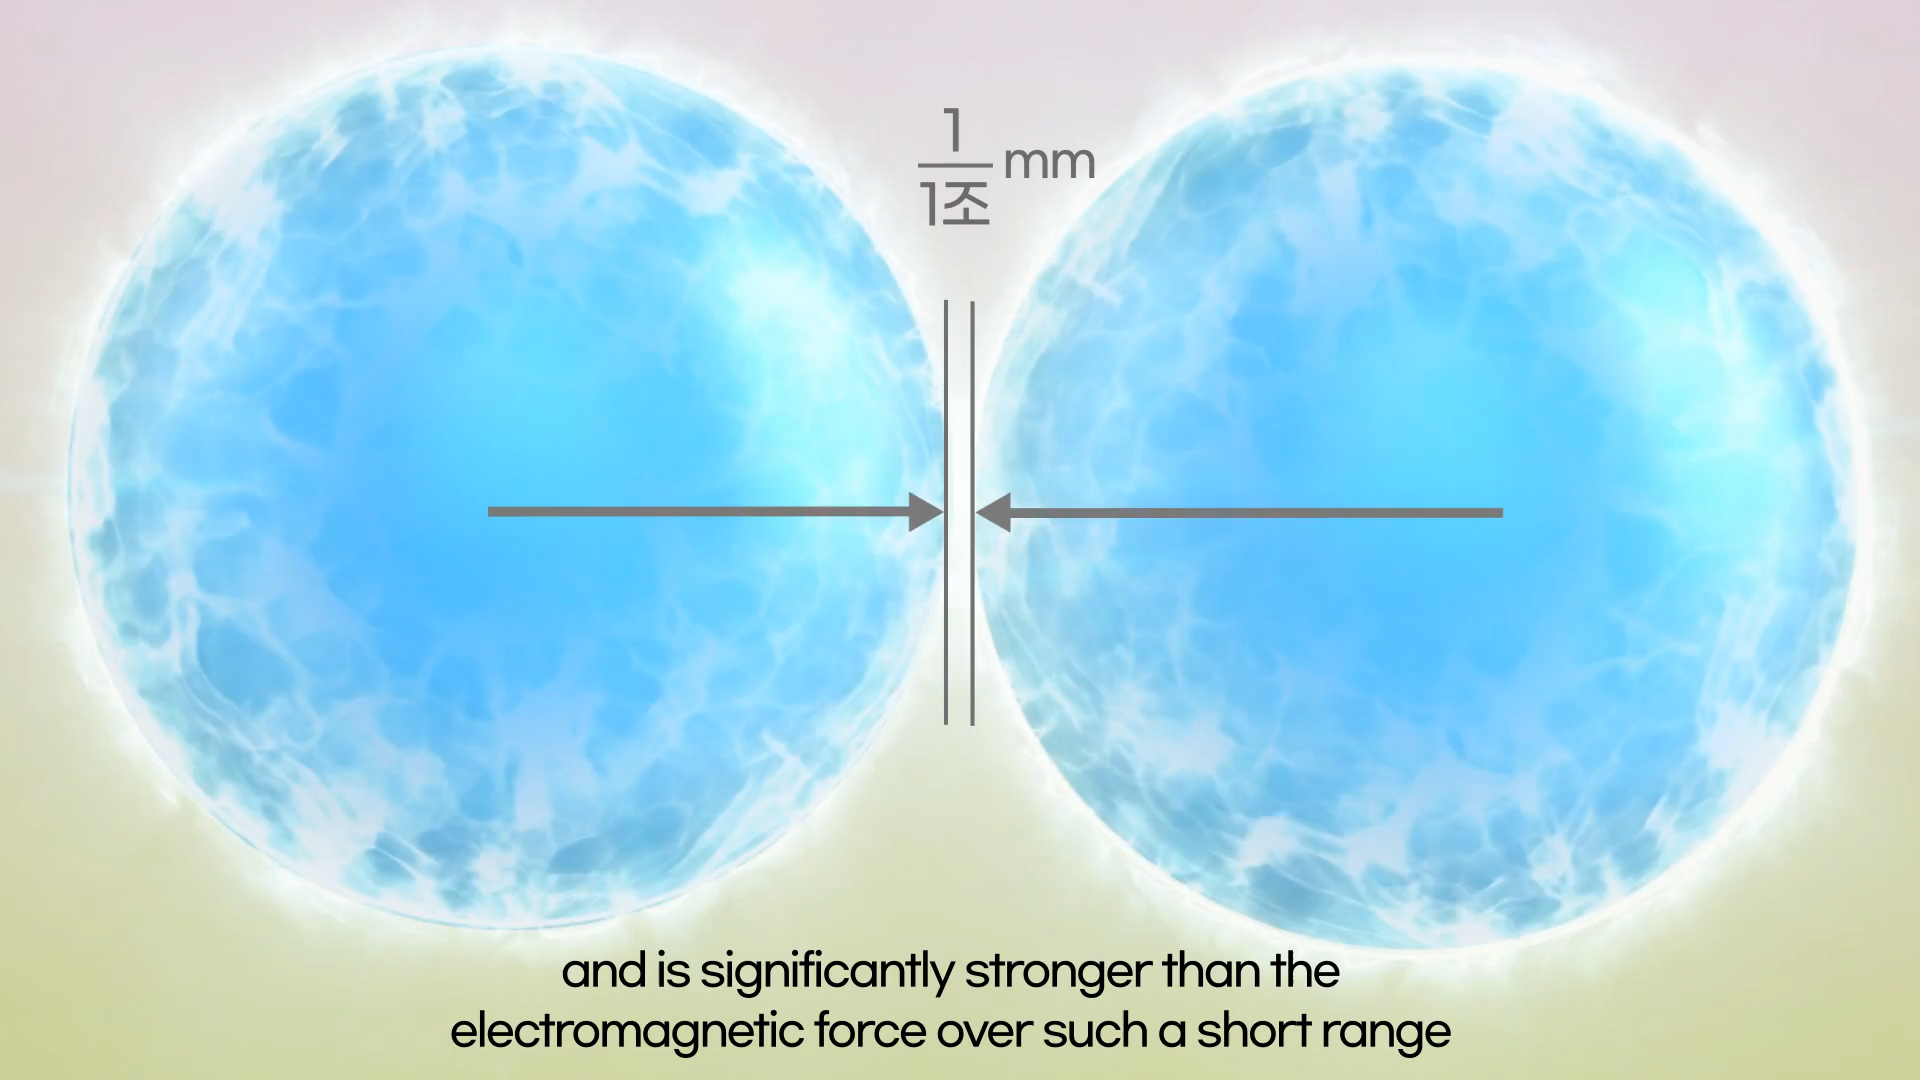 1
1조 mm
and is significantly stronger than the
electromagnetic force over such a short range